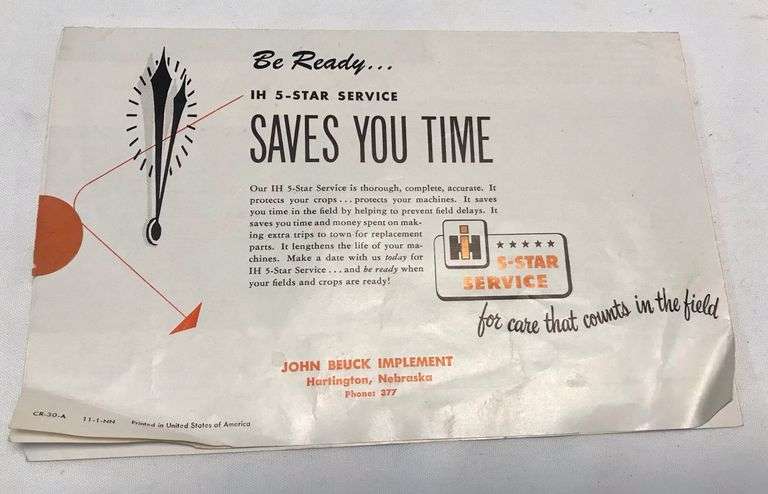 Be Ready...
IH 5-STAR SERVICE
SAVES YOU TIME
Our IH 5-Star Service is thorough, complete, accurate. It
protects your crops . . . protects your machines. It saves
you time in the field by helping to prevent field delays. It
saves you time and money spent on mak-
ing extra trips to town for replacement
parts. It lengthens the life of your ma-
chines. Make a date with us today for
IH 5-Star Service . . . and be ready when
your fields and crops are ready!
IH
★★★★★
5-STAR
SERVICE
for care that counts in the field
JOHN BEUCK IMPLEMENT
Hartington, Nebraska
Phone: 377
CR-30-A 11-1-NN Printed in United States of America